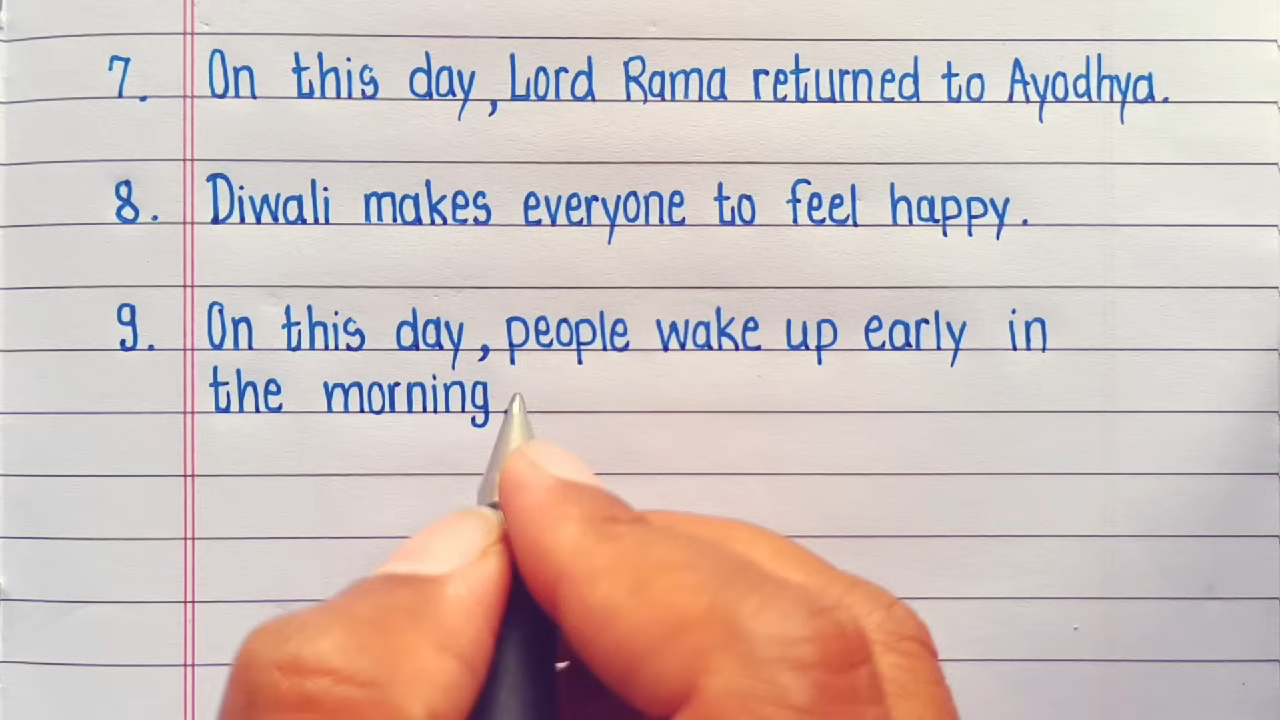 7. On this day, Lord Rama returned to Ayodhya.
8. Diwali makes everyone to feel happy.
9. On this day, people wake up early in
the morning.